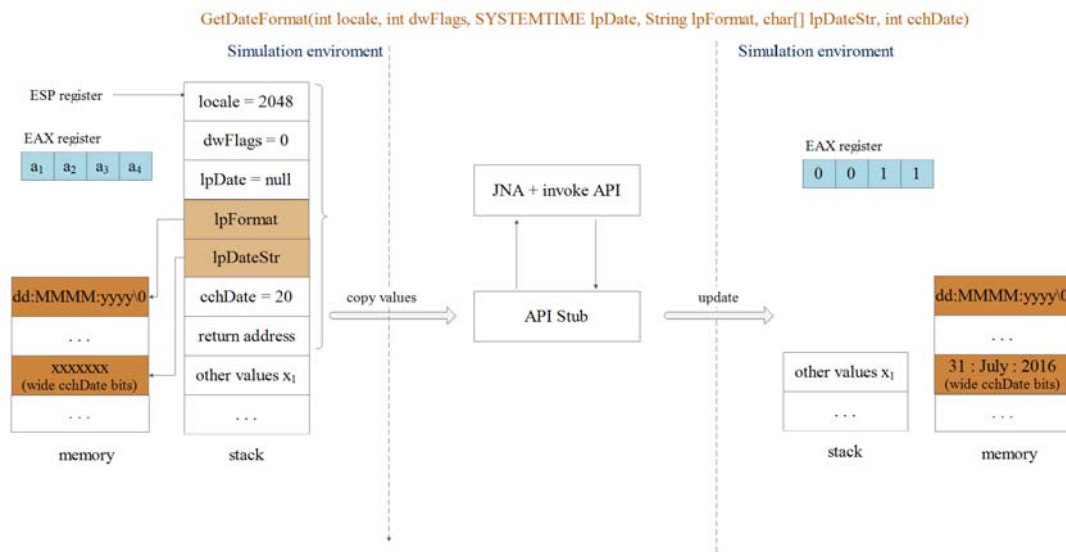 GetDateFormat(int locale, int dwFlags, SYSTEMTIME lpDate, String lpFormat, char[] lpDateStr, int cchDate)
Simulation enviroment
Simulation enviroment
ESP register
locale = 2048
EAX register
a1 a2 a3 a4
dwFlags = 0
lpDate = null
lpFormat
lpDateStr
cchDate = 20
return address
other values x1
. . .
stack
dd:MMMM:yyyy\0
. . .
xxxxxxx
(wide cchDate bits)
. . .
memory
copy values
JNA + invoke API
API Stub
update
EAX register
0 0 1 1
other values x1
. . .
stack
dd:MMMM:yyyy\0
. . .
31 : July : 2016
(wide cchDate bits)
. . .
memory